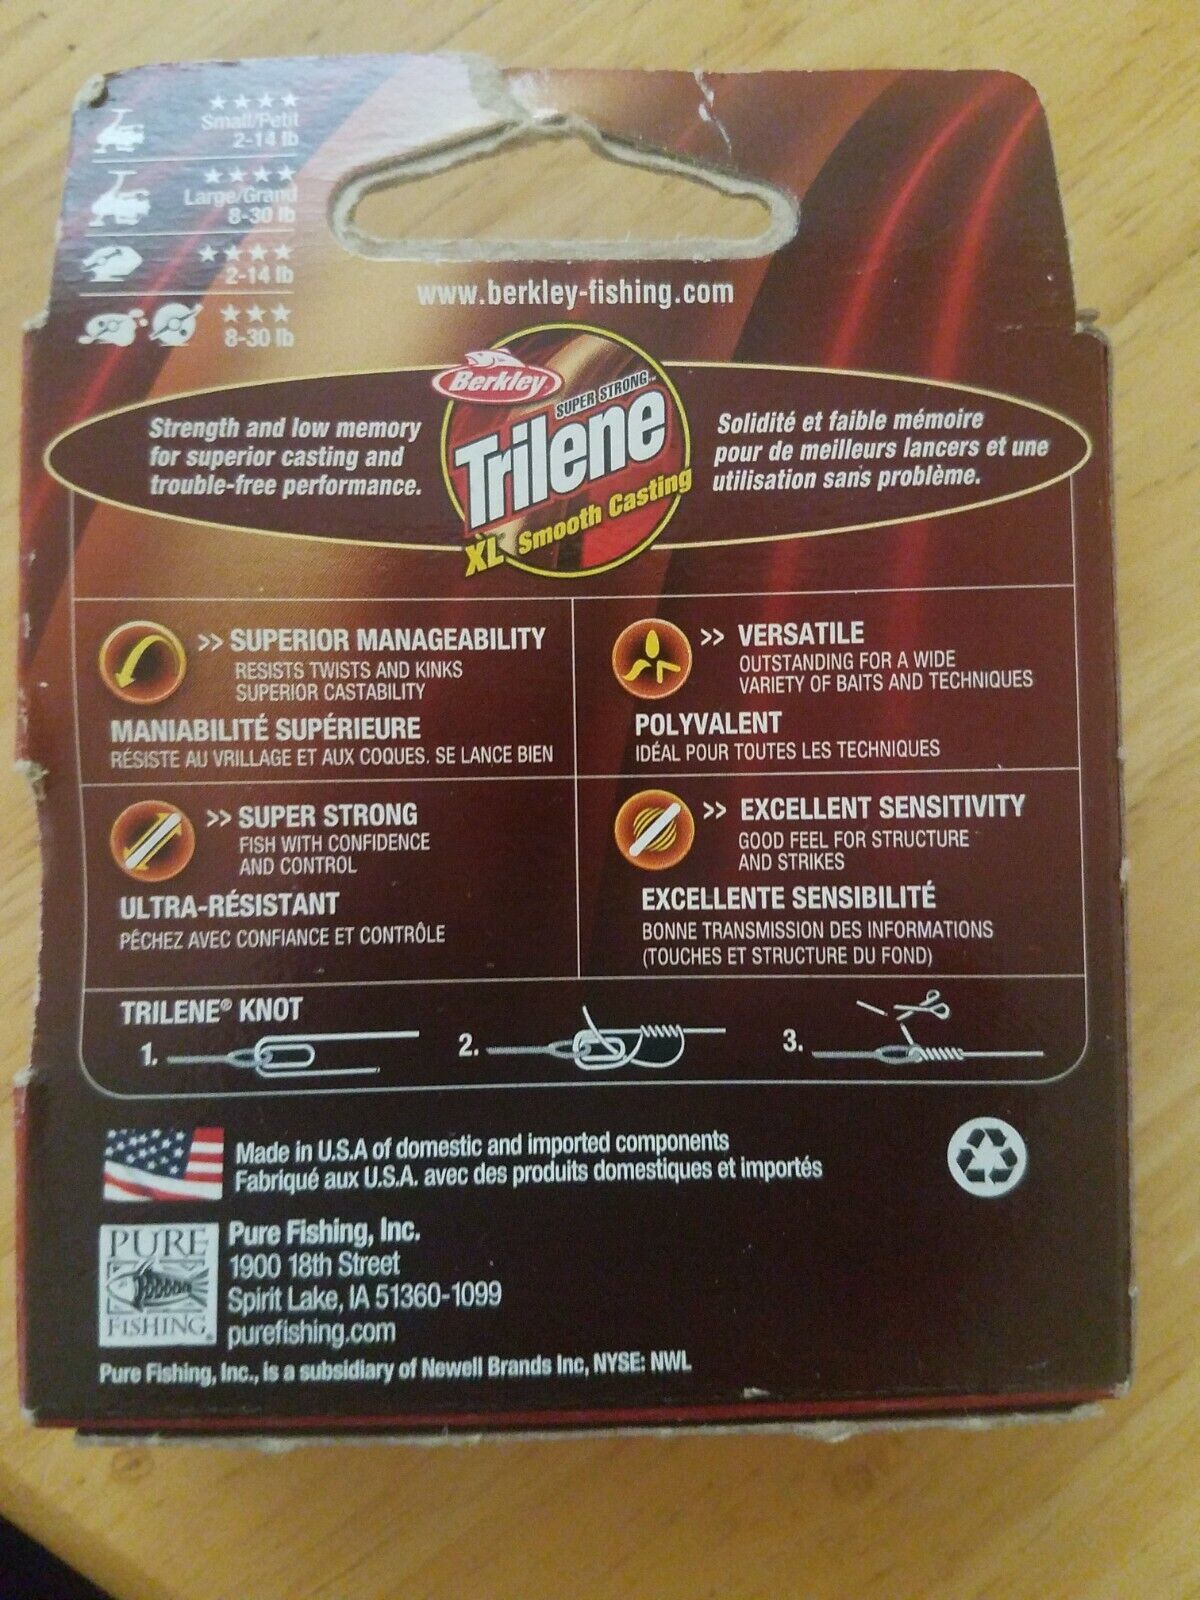 ★★★★
Small/Petit
2-14 lb
★★★★
Large/Grand
8-30 lb
★★★★
2-14 lb
★★★
8-30 lb
www.berkley-fishing.com
Berkley
SUPER STRONG™
Trilene
XL® Smooth Casting
Strength and low memory
for superior casting and
trouble-free performance.
Solidité et faible mémoire
pour de meilleurs lancers et une
utilisation sans problème.
>> SUPERIOR MANAGEABILITY
RESISTS TWISTS AND KINKS
SUPERIOR CASTABILITY
MANIABILITÉ SUPÉRIEURE
RÉSISTE AU VRILLAGE ET AUX COQUES. SE LANCE BIEN
>> VERSATILE
OUTSTANDING FOR A WIDE
VARIETY OF BAITS AND TECHNIQUES
POLYVALENT
IDÉAL POUR TOUTES LES TECHNIQUES
>> SUPER STRONG
FISH WITH CONFIDENCE
AND CONTROL
ULTRA-RÉSISTANT
PÊCHEZ AVEC CONFIANCE ET CONTRÔLE
>> EXCELLENT SENSITIVITY
GOOD FEEL FOR STRUCTURE
AND STRIKES
EXCELLENTE SENSIBILITÉ
BONNE TRANSMISSION DES INFORMATIONS
(TOUCHES ET STRUCTURE DU FOND)
TRILENE® KNOT
1.
2.
3.
Made in U.S.A of domestic and imported components
Fabriqué aux U.S.A. avec des produits domestiques et importés
PURE
FISHING®
Pure Fishing, Inc.
1900 18th Street
Spirit Lake, IA 51360-1099
purefishing.com
Pure Fishing, Inc., is a subsidiary of Newell Brands Inc, NYSE: NWL